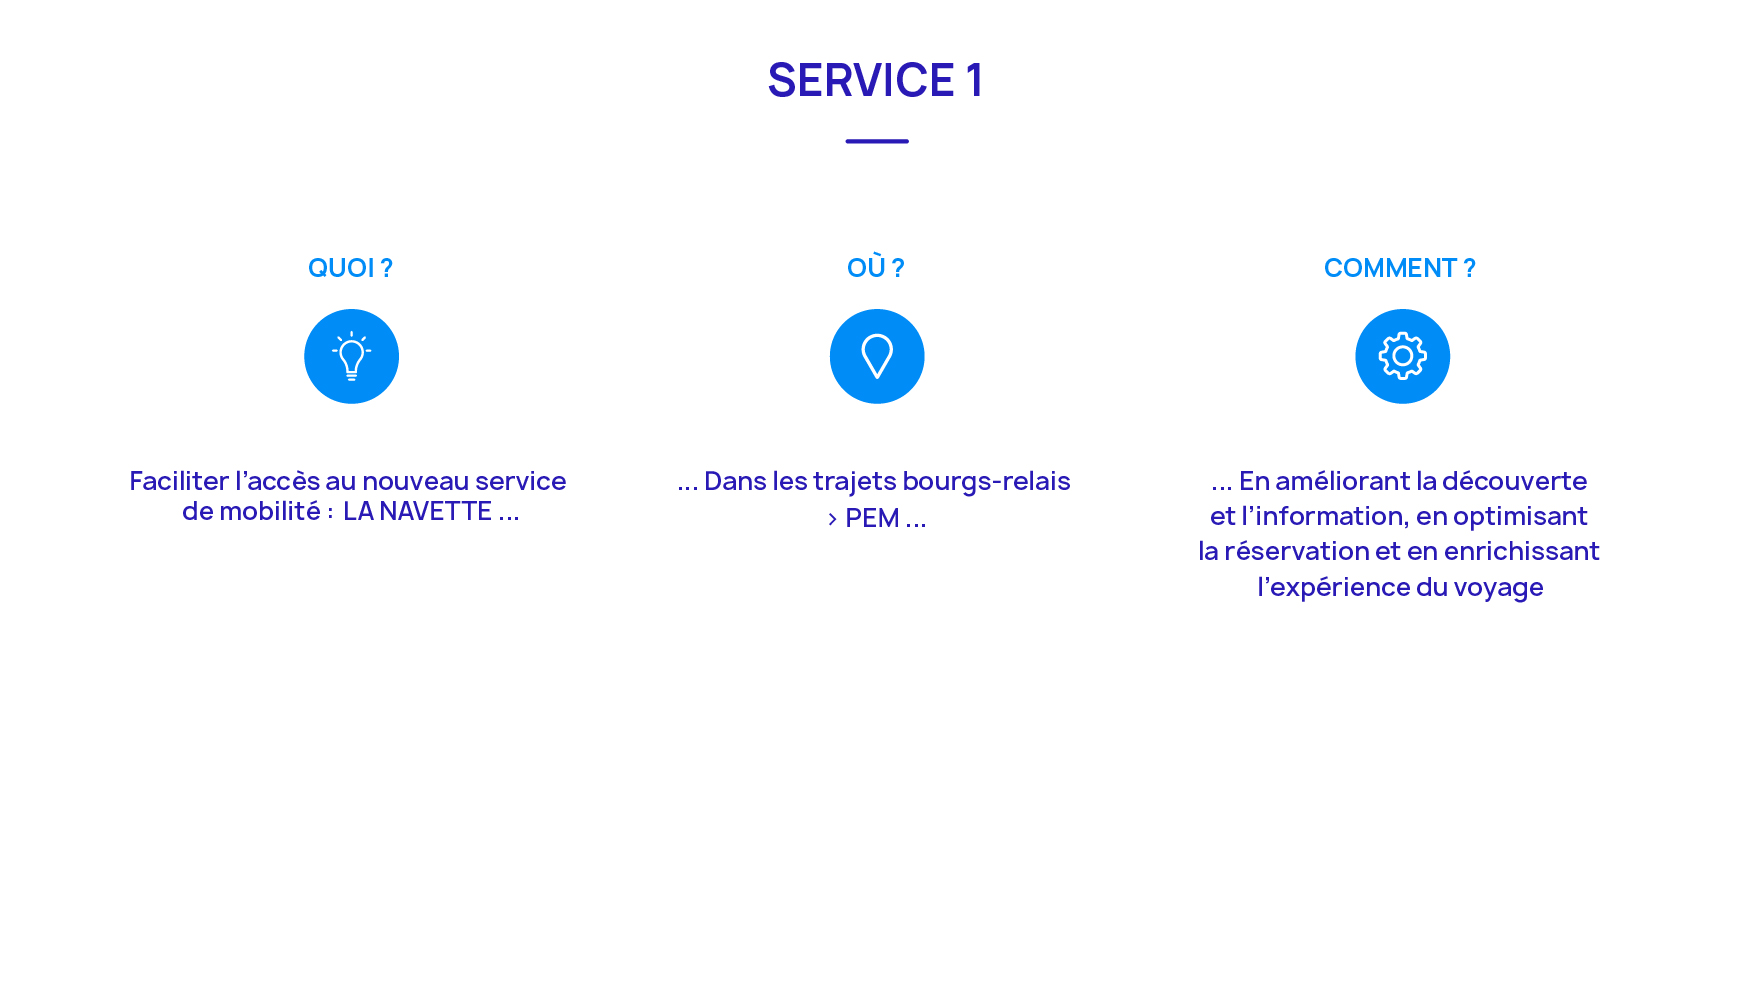 SERVICE 1
QUOI ?
Faciliter l’accès au nouveau service
de mobilité : LA NAVETTE ...
OÙ ?
... Dans les trajets bourgs-relais
> PEM ...
COMMENT ?
... En améliorant la découverte
et l’information, en optimisant
la réservation et en enrichissant
l’expérience du voyage